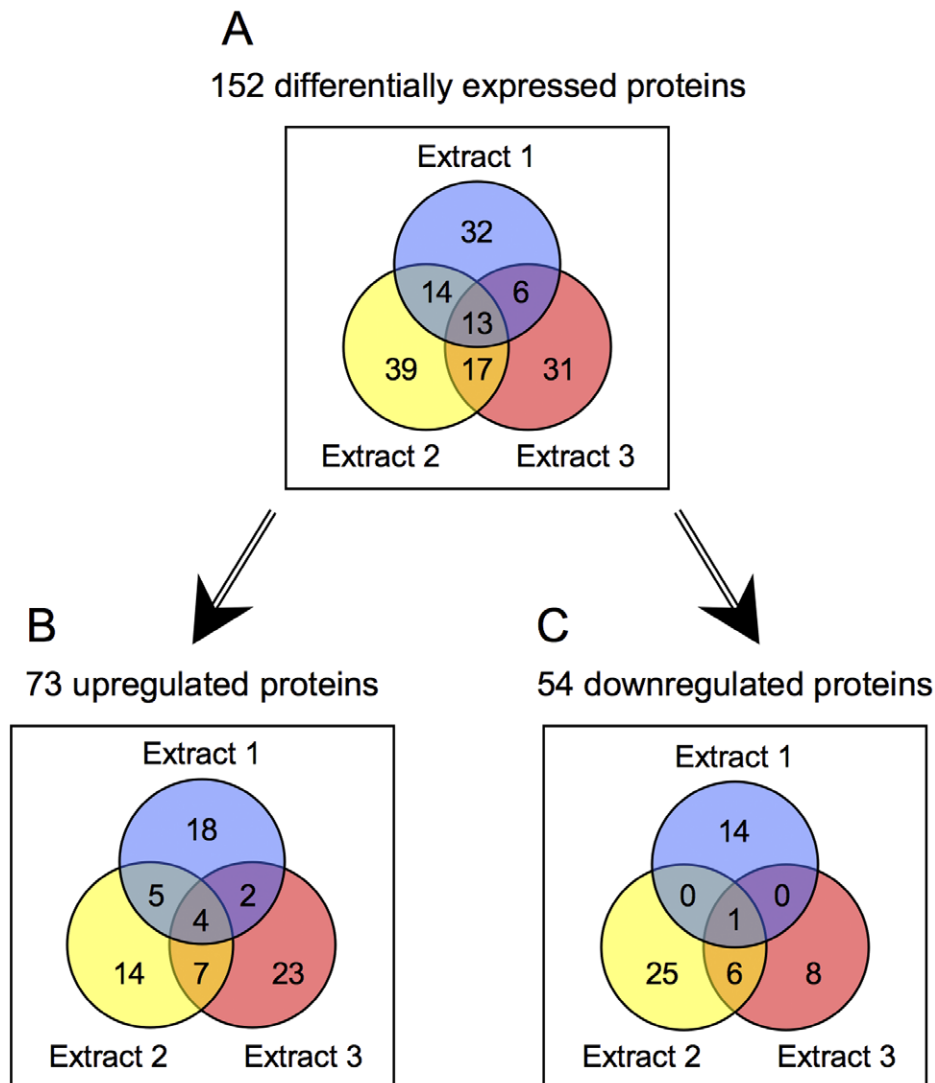 A
152 differentially expressed proteins
Extract 1
32
14 6
13
39 17 31
Extract 2 Extract 3
B
73 upregulated proteins
Extract 1
18
5 2
4
14 7 23
Extract 2 Extract 3
C
54 downregulated proteins
Extract 1
14
0 0
1
25 6 8
Extract 2 Extract 3